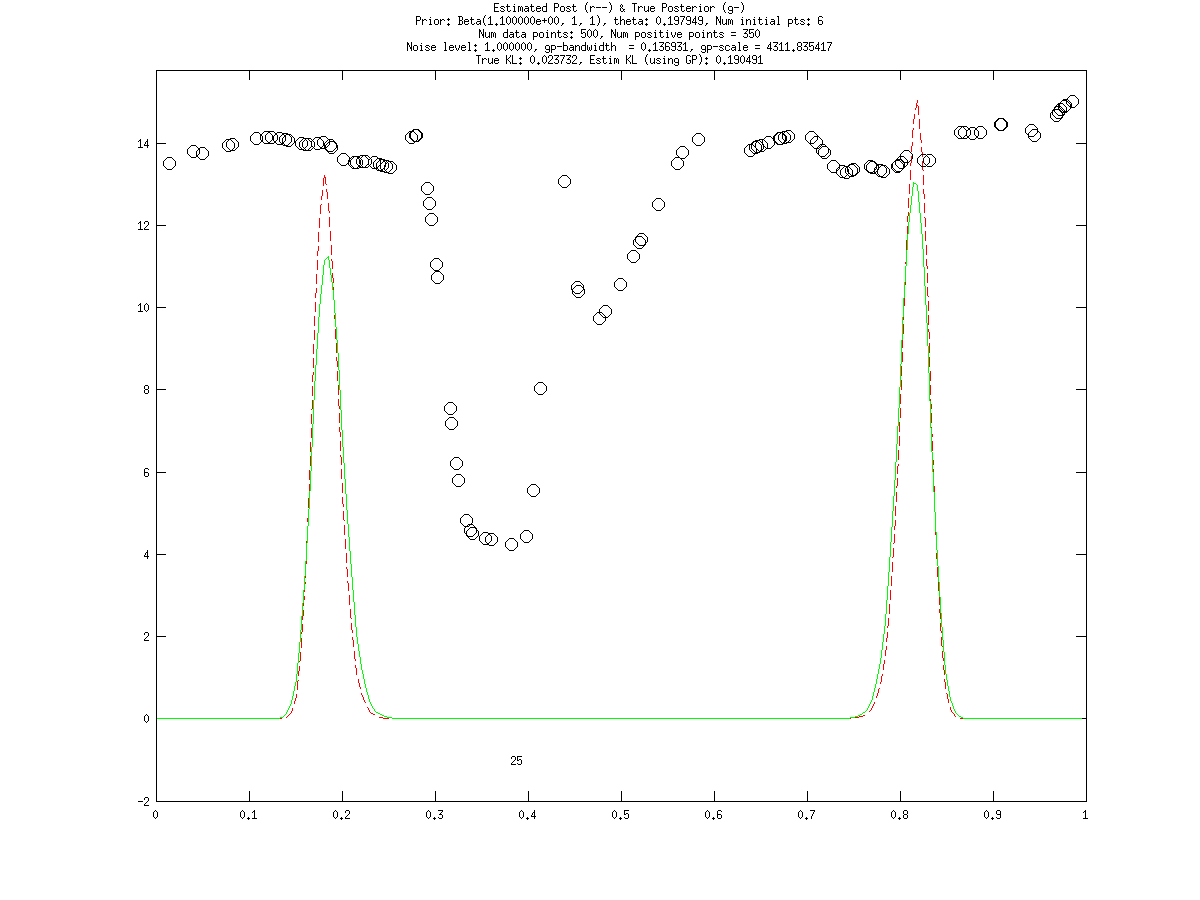 Estimated Post (r--) & True Posterior (g-)
Prior: Beta(1.100000e+00, 1, 1), theta: 0.197949, Num initial pts: 6
Num data points: 500, Num positive points = 350
Noise level: 1.000000, gp-bandwidth  = 0.136931, gp-scale = 4311.835417
True KL: 0.023732, Estim KL (using GP): 0.190491
14
12
10
8
6
4
2
0
25
-2
0 0.1 0.2 0.3 0.4 0.5 0.6 0.7 0.8 0.9 1